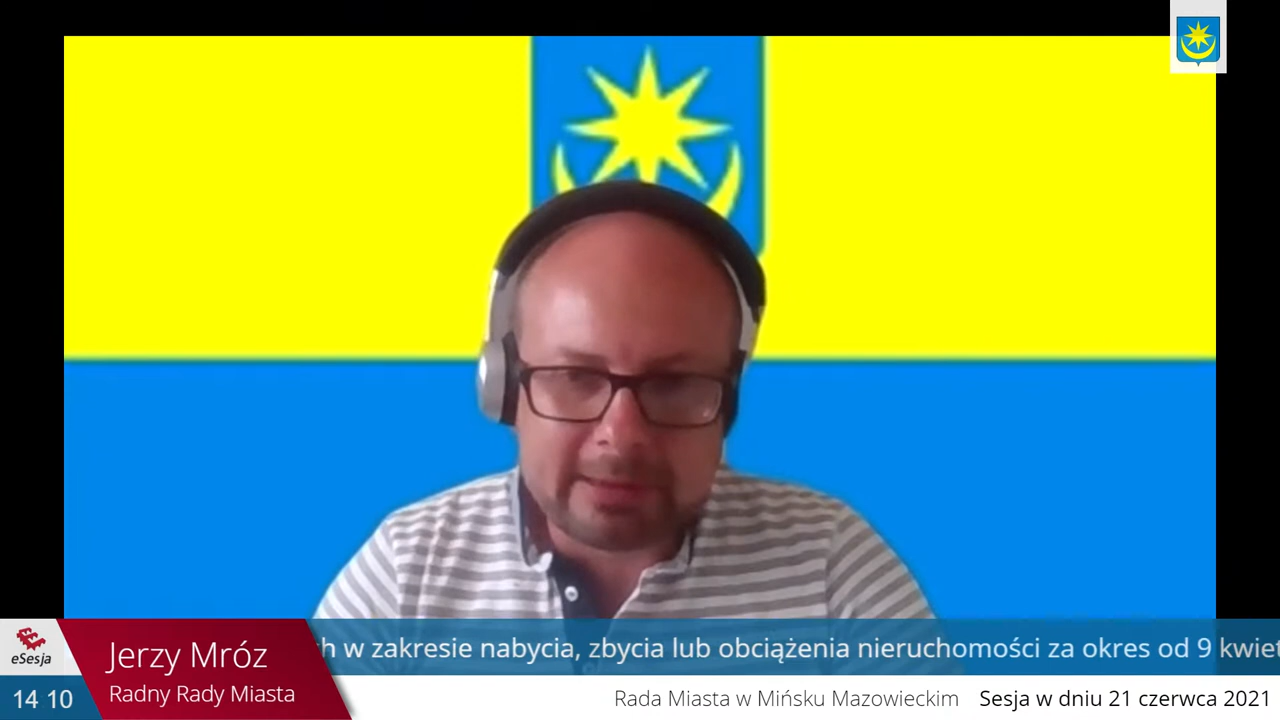 eSesja
14 10
Jerzy Mróz
Radny Rady Miasta
w zakresie nabycia, zbycia lub obciążenia nieruchomości za okres od 9
Rada Miasta w Mińsku Mazowieckim Sesja w dniu 21 czerwca 2021